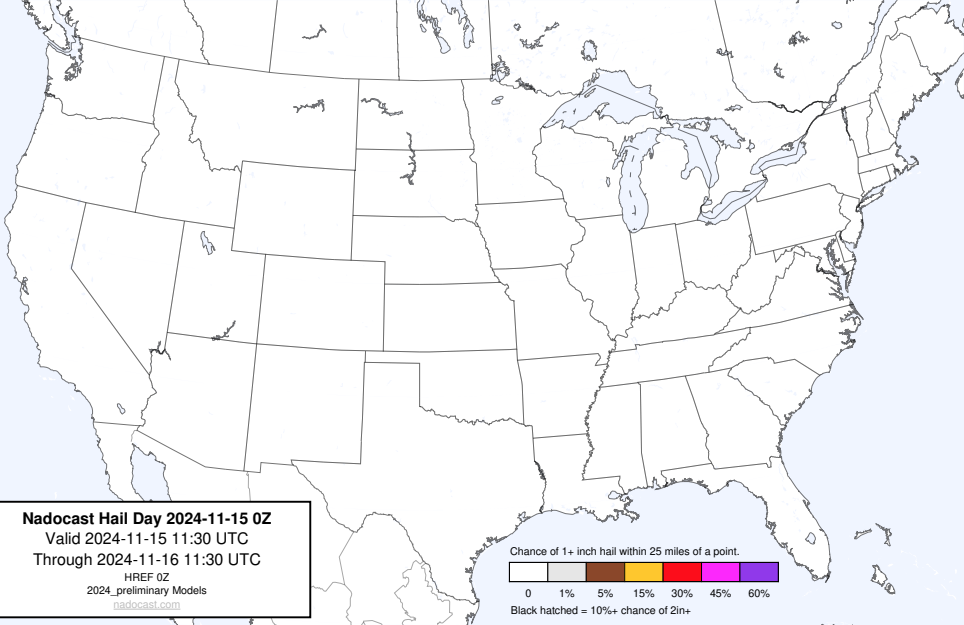 Nadocast Hail Day 2024-11-15 0Z
Valid 2024-11-15 11:30 UTC
Through 2024-11-16 11:30 UTC
HREF 0Z
2024_preliminary Models
nadocast.com
Chance of 1+ inch hail within 25 miles of a point.
0 1% 5% 15% 30% 45% 60%
Black hatched = 10%+ chance of 2in+